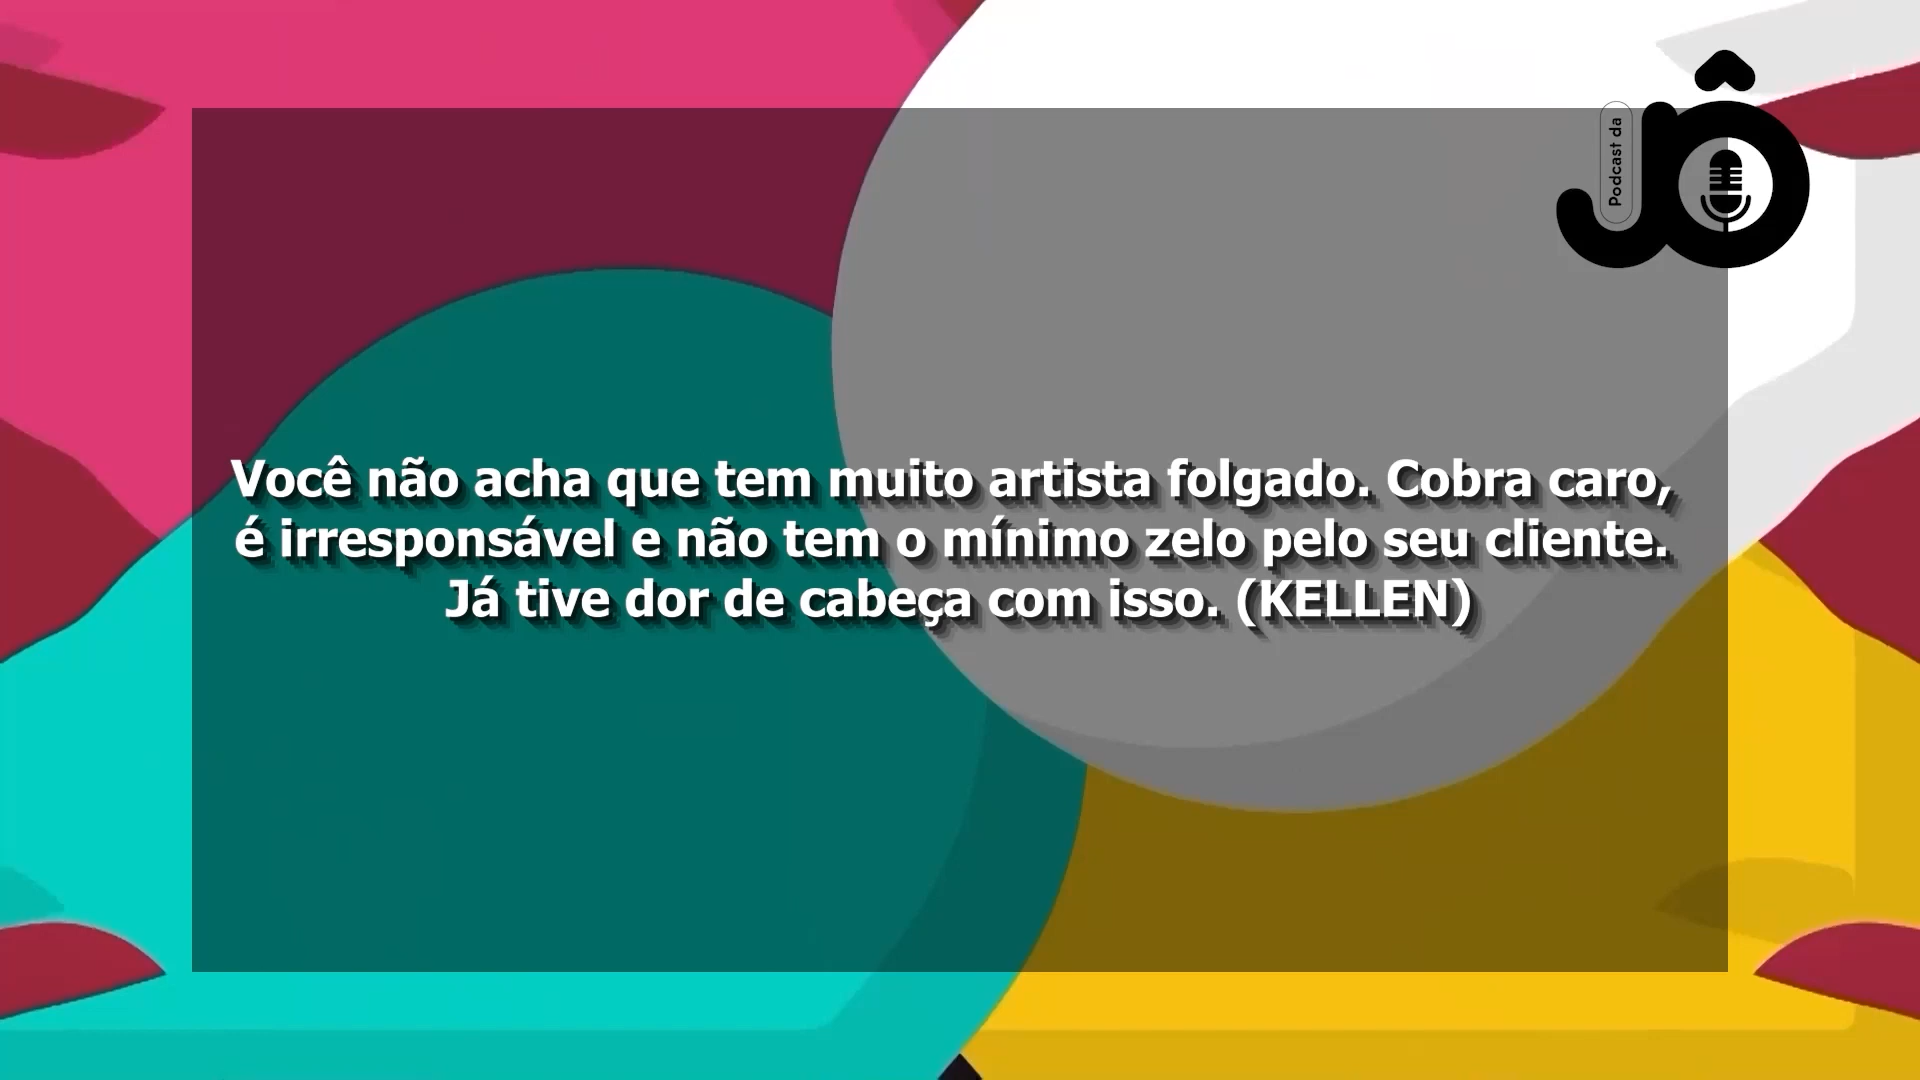 Podcast da
JÔ
Você não acha que tem muito artista folgado. Cobra caro,
é irresponsável e não tem o mínimo zelo pelo seu cliente.
Já tive dor de cabeça com isso. (KELLEN)